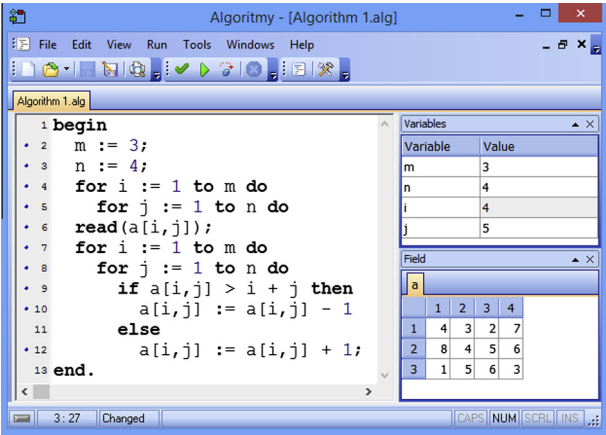 Algoritmy - [Algorithm 1.alg]
File Edit View Run Tools Windows Help
Algorithm 1.alg
1 begin
2 m := 3;
3 n := 4;
4 for i := 1 to m do
5 for j := 1 to n do
6 read(a[i,j]);
7 for i := 1 to m do
8 for j := 1 to n do
9 if a[i,j] > i + j then
10 a[i,j] := a[i,j] - 1
11 else
12 a[i,j] := a[i,j] + 1;
13 end.
Variables
Variable Value
m 3
n 4
i 4
j 5
Field
a
1 2 3 4
1 4 3 2 7
2 8 4 5 6
3 1 5 6 3
3: 27 Changed CAPS NUM SCRL INS